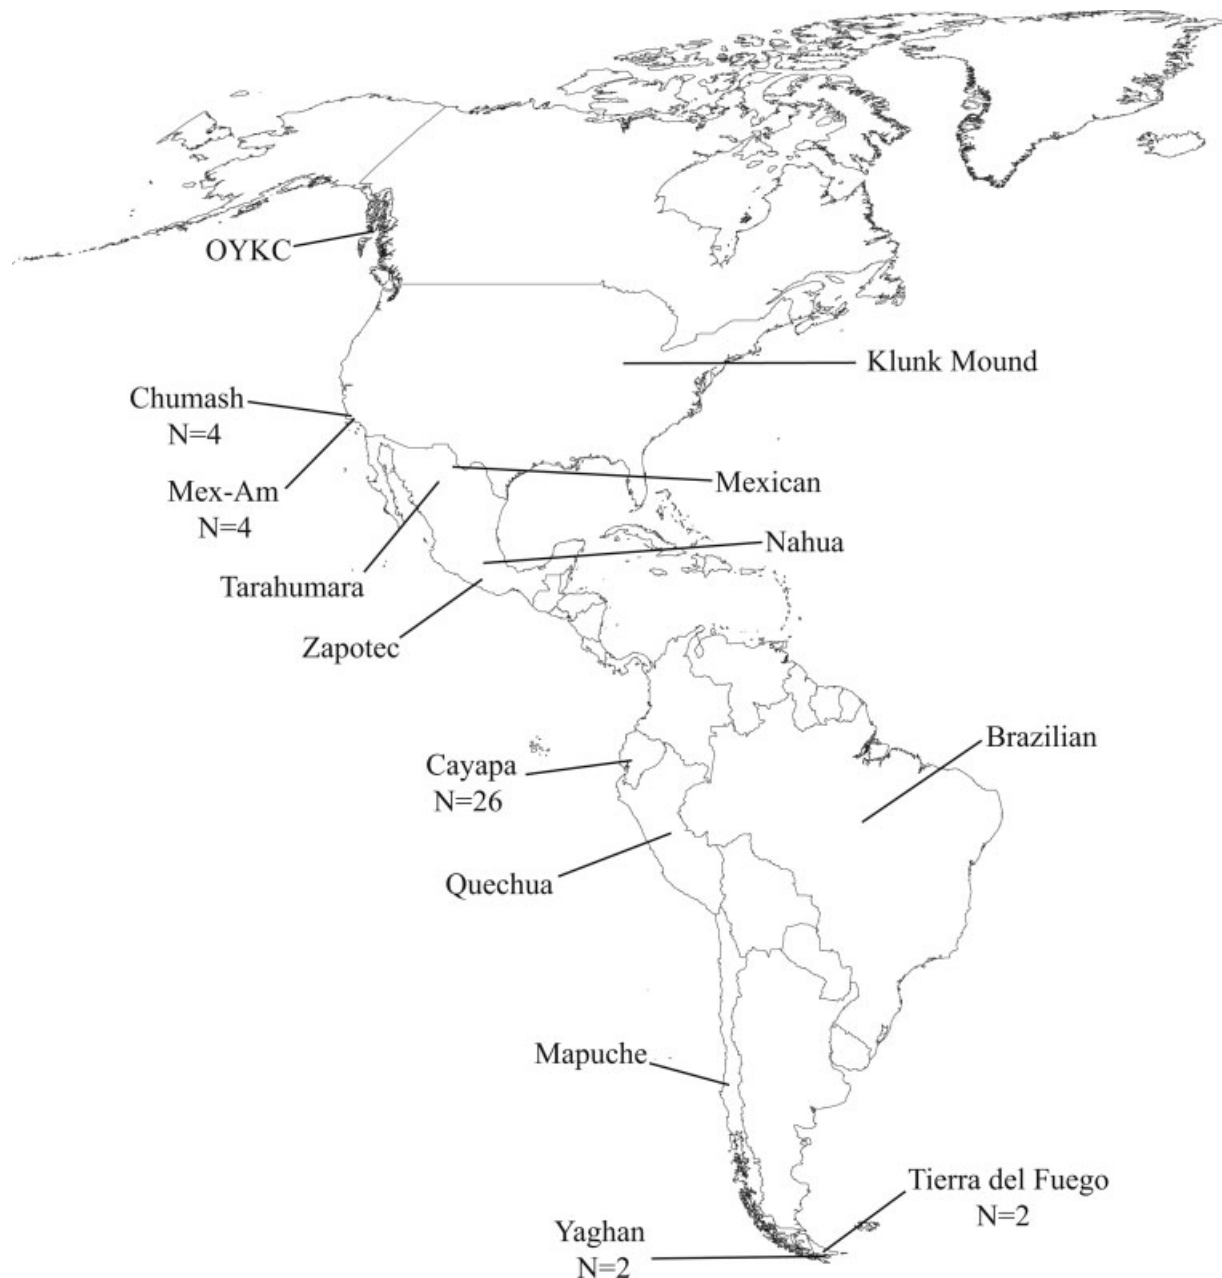 OYKC
Klunk Mound
Chumash
N=4
Mexican
Mex-Am
N=4
Nahua
Tarahumara
Zapotec
Brazilian
Cayapa
N=26
Quechua
Mapuche
Tierra del Fuego
N=2
Yaghan
N=2